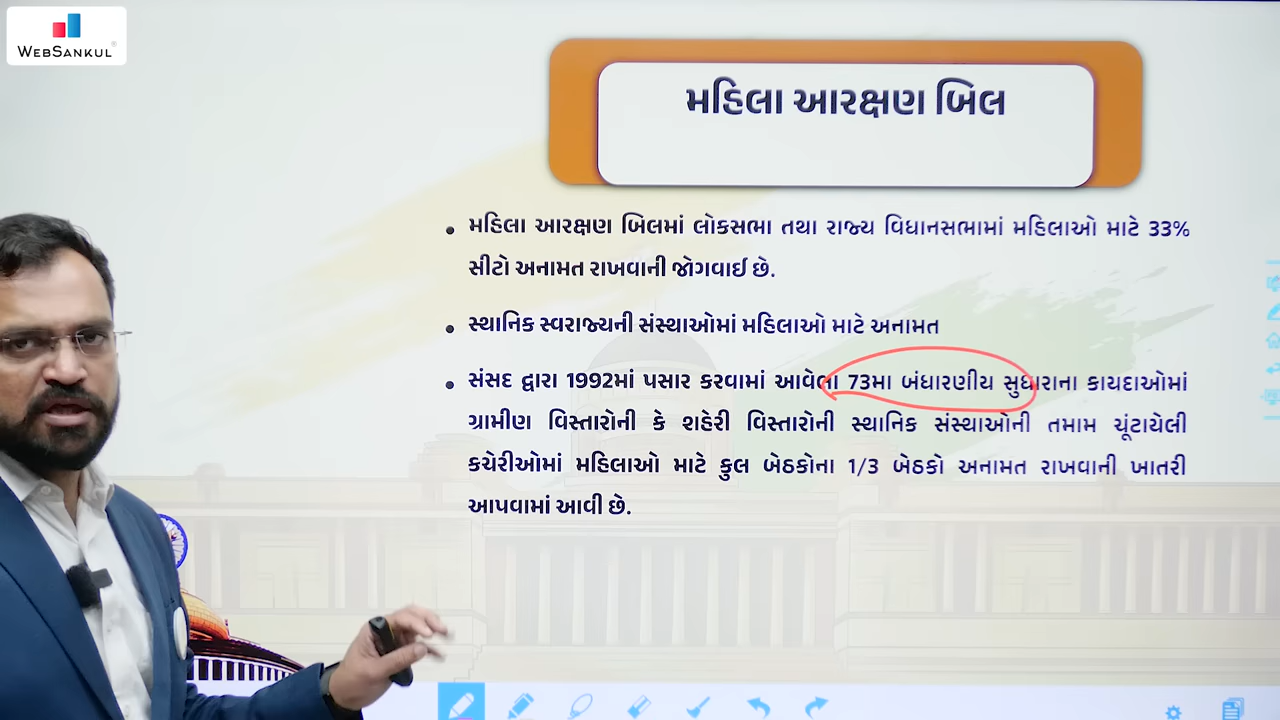 WEBSANKUL
મહિલા આરક્ષણ બિલ
• મહિલા આરક્ષણ બિલમાં લોકસભા તથા રાજ્ય વિધાનસભામાં મહિલાઓ માટે 33%
સીટો અનામત રાખવાની જોગવાઈ છે.
• સ્થાનિક સ્વરાજ્યની સંસ્થાઓમાં મહિલાઓ માટે અનામત
• સંસદ દ્વારા 1992માં પસાર કરવામાં આવેલા 73મા બંધારણીય સુધારાના કાયદાઓમાં
ગ્રામીણ વિસ્તારોની કે શહેરી વિસ્તારોની સ્થાનિક સંસ્થાઓની તમામ ચૂંટાયેલી
કચેરીઓમાં મહિલાઓ માટે કુલ બેઠકોના 1/3 બેઠકો અનામત રાખવાની ખાતરી
આપવામાં આવી છે.